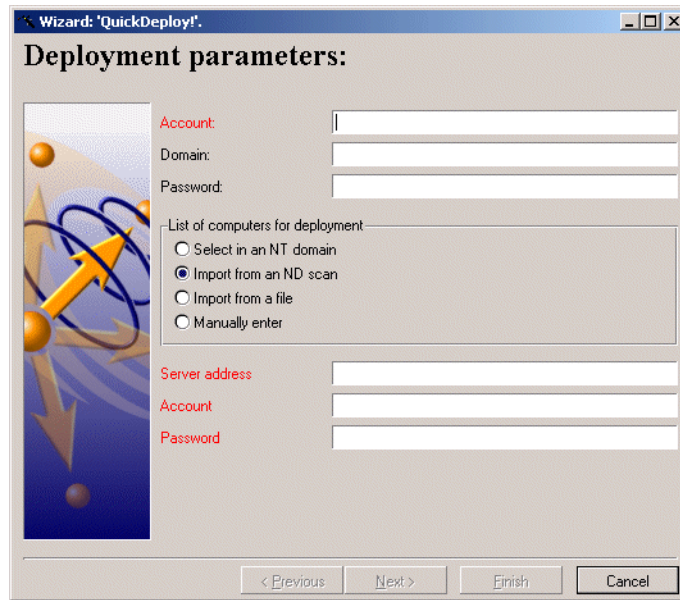 Wizard: 'QuickDeploy!'.
Deployment parameters:
Account:
Domain:
Password:
List of computers for deployment
Select in an NT domain
Import from an ND scan
Import from a file
Manually enter
Server address
Account
Password
< Previous Next > Finish Cancel